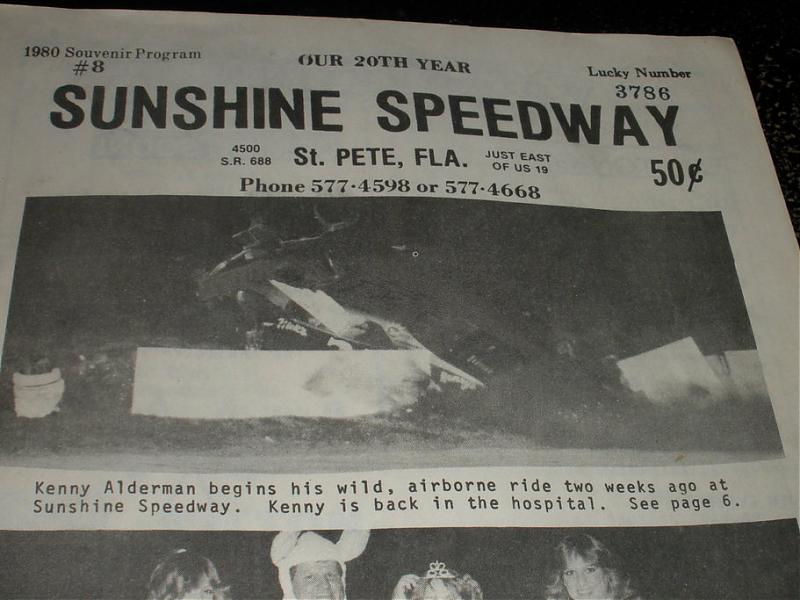 1980 Souvenir Program
#8
OUR 20TH YEAR
Lucky Number
3786
SUNSHINE SPEEDWAY
4500
S.R. 688
St. PETE, FLA.
JUST EAST
OF US 19
50¢
Phone 577·4598 or 577·4668
Kenny Alderman begins his wild, airborne ride two weeks ago at
Sunshine Speedway. Kenny is back in the hospital. See page 6.